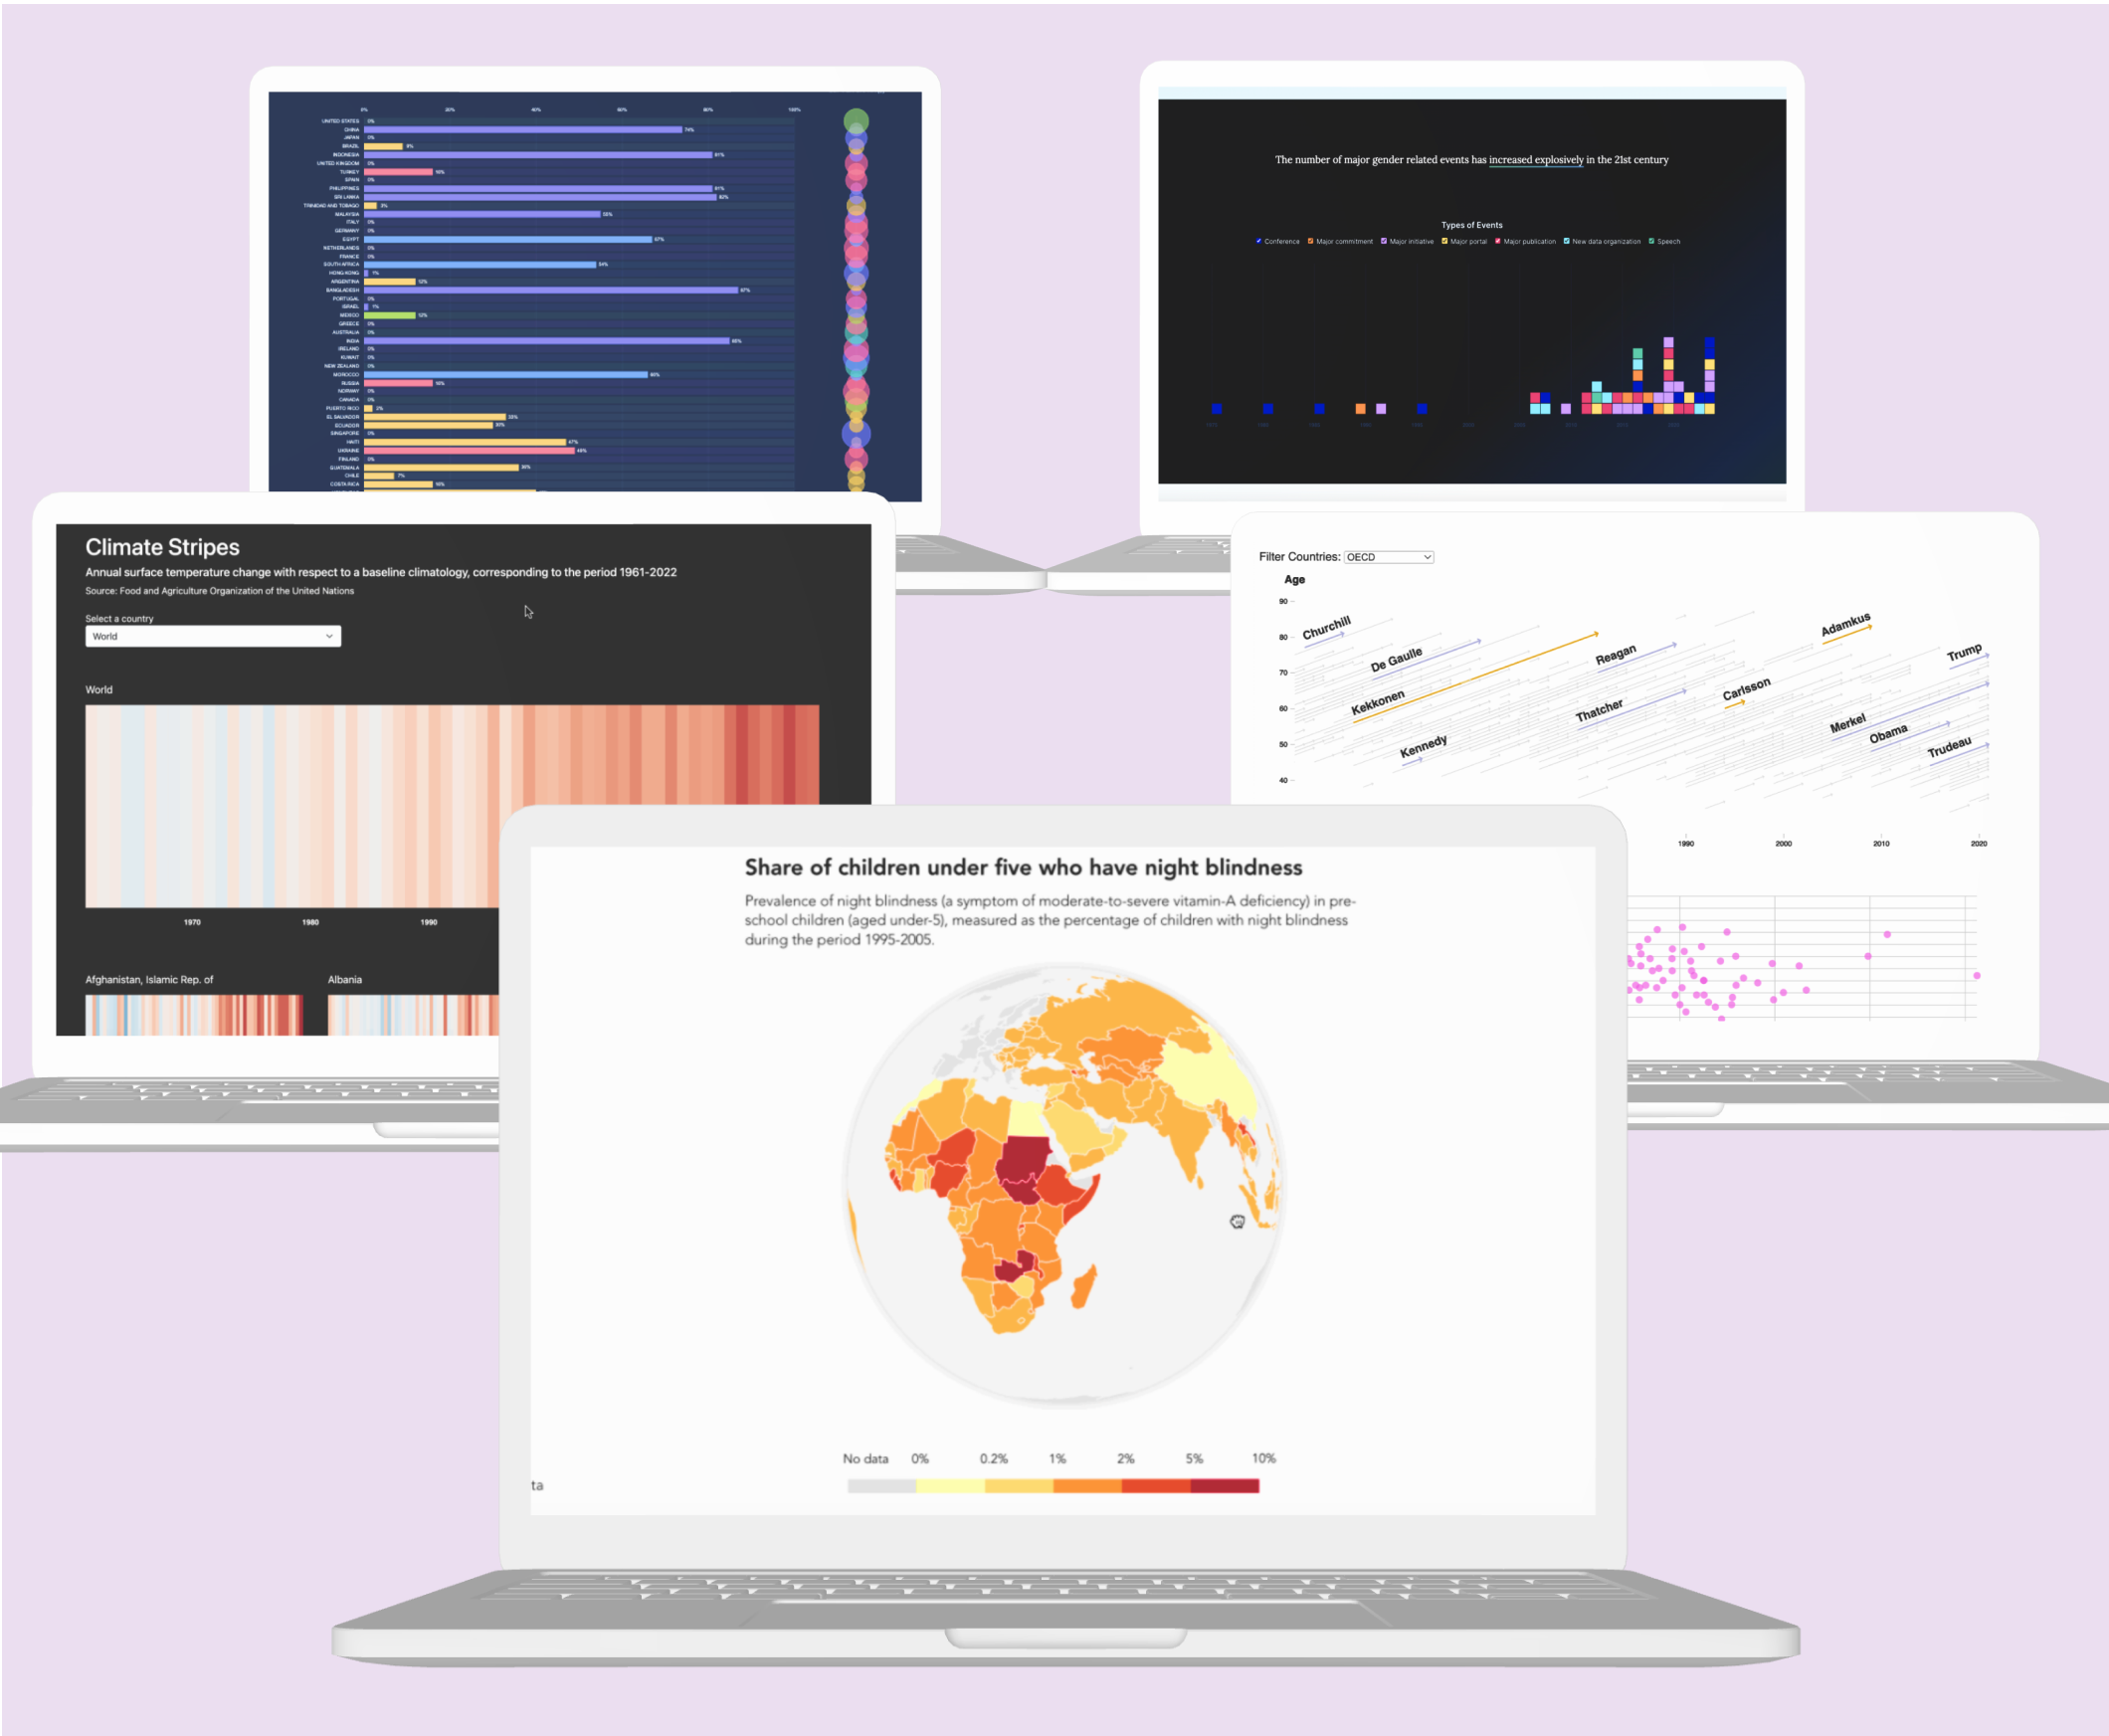 0% 20% 40% 60% 80% 100%
UNITED STATES 0%
CHINA 74%
JAPAN 0%
BRAZIL 9%
INDONESIA 81%
UNITED KINGDOM 0%
TURKEY 16%
SPAIN 0%
PHILIPPINES 81%
SRI LANKA 82%
TRINIDAD AND TOBAGO 3%
MALAYSIA 55%
ITALY 0%
GERMANY 0%
EGYPT 67%
NETHERLANDS 0%
FRANCE 0%
SOUTH AFRICA 54%
HONG KONG 1%
ARGENTINA 12%
BANGLADESH 87%
PORTUGAL 0%
ISRAEL 1%
MEXICO 12%
GREECE 0%
AUSTRALIA 0%
INDIA 85%
IRELAND 0%
KUWAIT 0%
NEW ZEALAND 0%
MOROCCO 66%
RUSSIA 16%
NORWAY 0%
CANADA 0%
PUERTO RICO 2%
EL SALVADOR 33%
ECUADOR 30%
SINGAPORE 0%
HAITI 47%
UKRAINE 49%
FINLAND 0%
GUATEMALA 36%
CHILE 7%
COSTA RICA 16%
The number of major gender related events has increased explosively in the 21st century
Types of Events
Conference Major commitment Major initiative Major portal Major publication New data organization Speech
Climate Stripes
Annual surface temperature change with respect to a baseline climatology, corresponding to the period 1961-2022
Source: Food and Agriculture Organization of the United Nations
Select a country
World
World
1970 1980 1990
Afghanistan, Islamic Rep. of Albania
Filter Countries: OECD
Age
90
80
70
60
50
40
Churchill
De Gaulle
Kekkonen
Kennedy
Reagan
Thatcher
Adamkus
Carlsson
Trump
Merkel
Obama
Trudeau
1990 2000 2010 2020
Share of children under five who have night blindness
Prevalence of night blindness (a symptom of moderate-to-severe vitamin-A deficiency) in pre-
school children (aged under-5), measured as the percentage of children with night blindness
during the period 1995-2005.
No data 0% 0.2% 1% 2% 5% 10%
ta